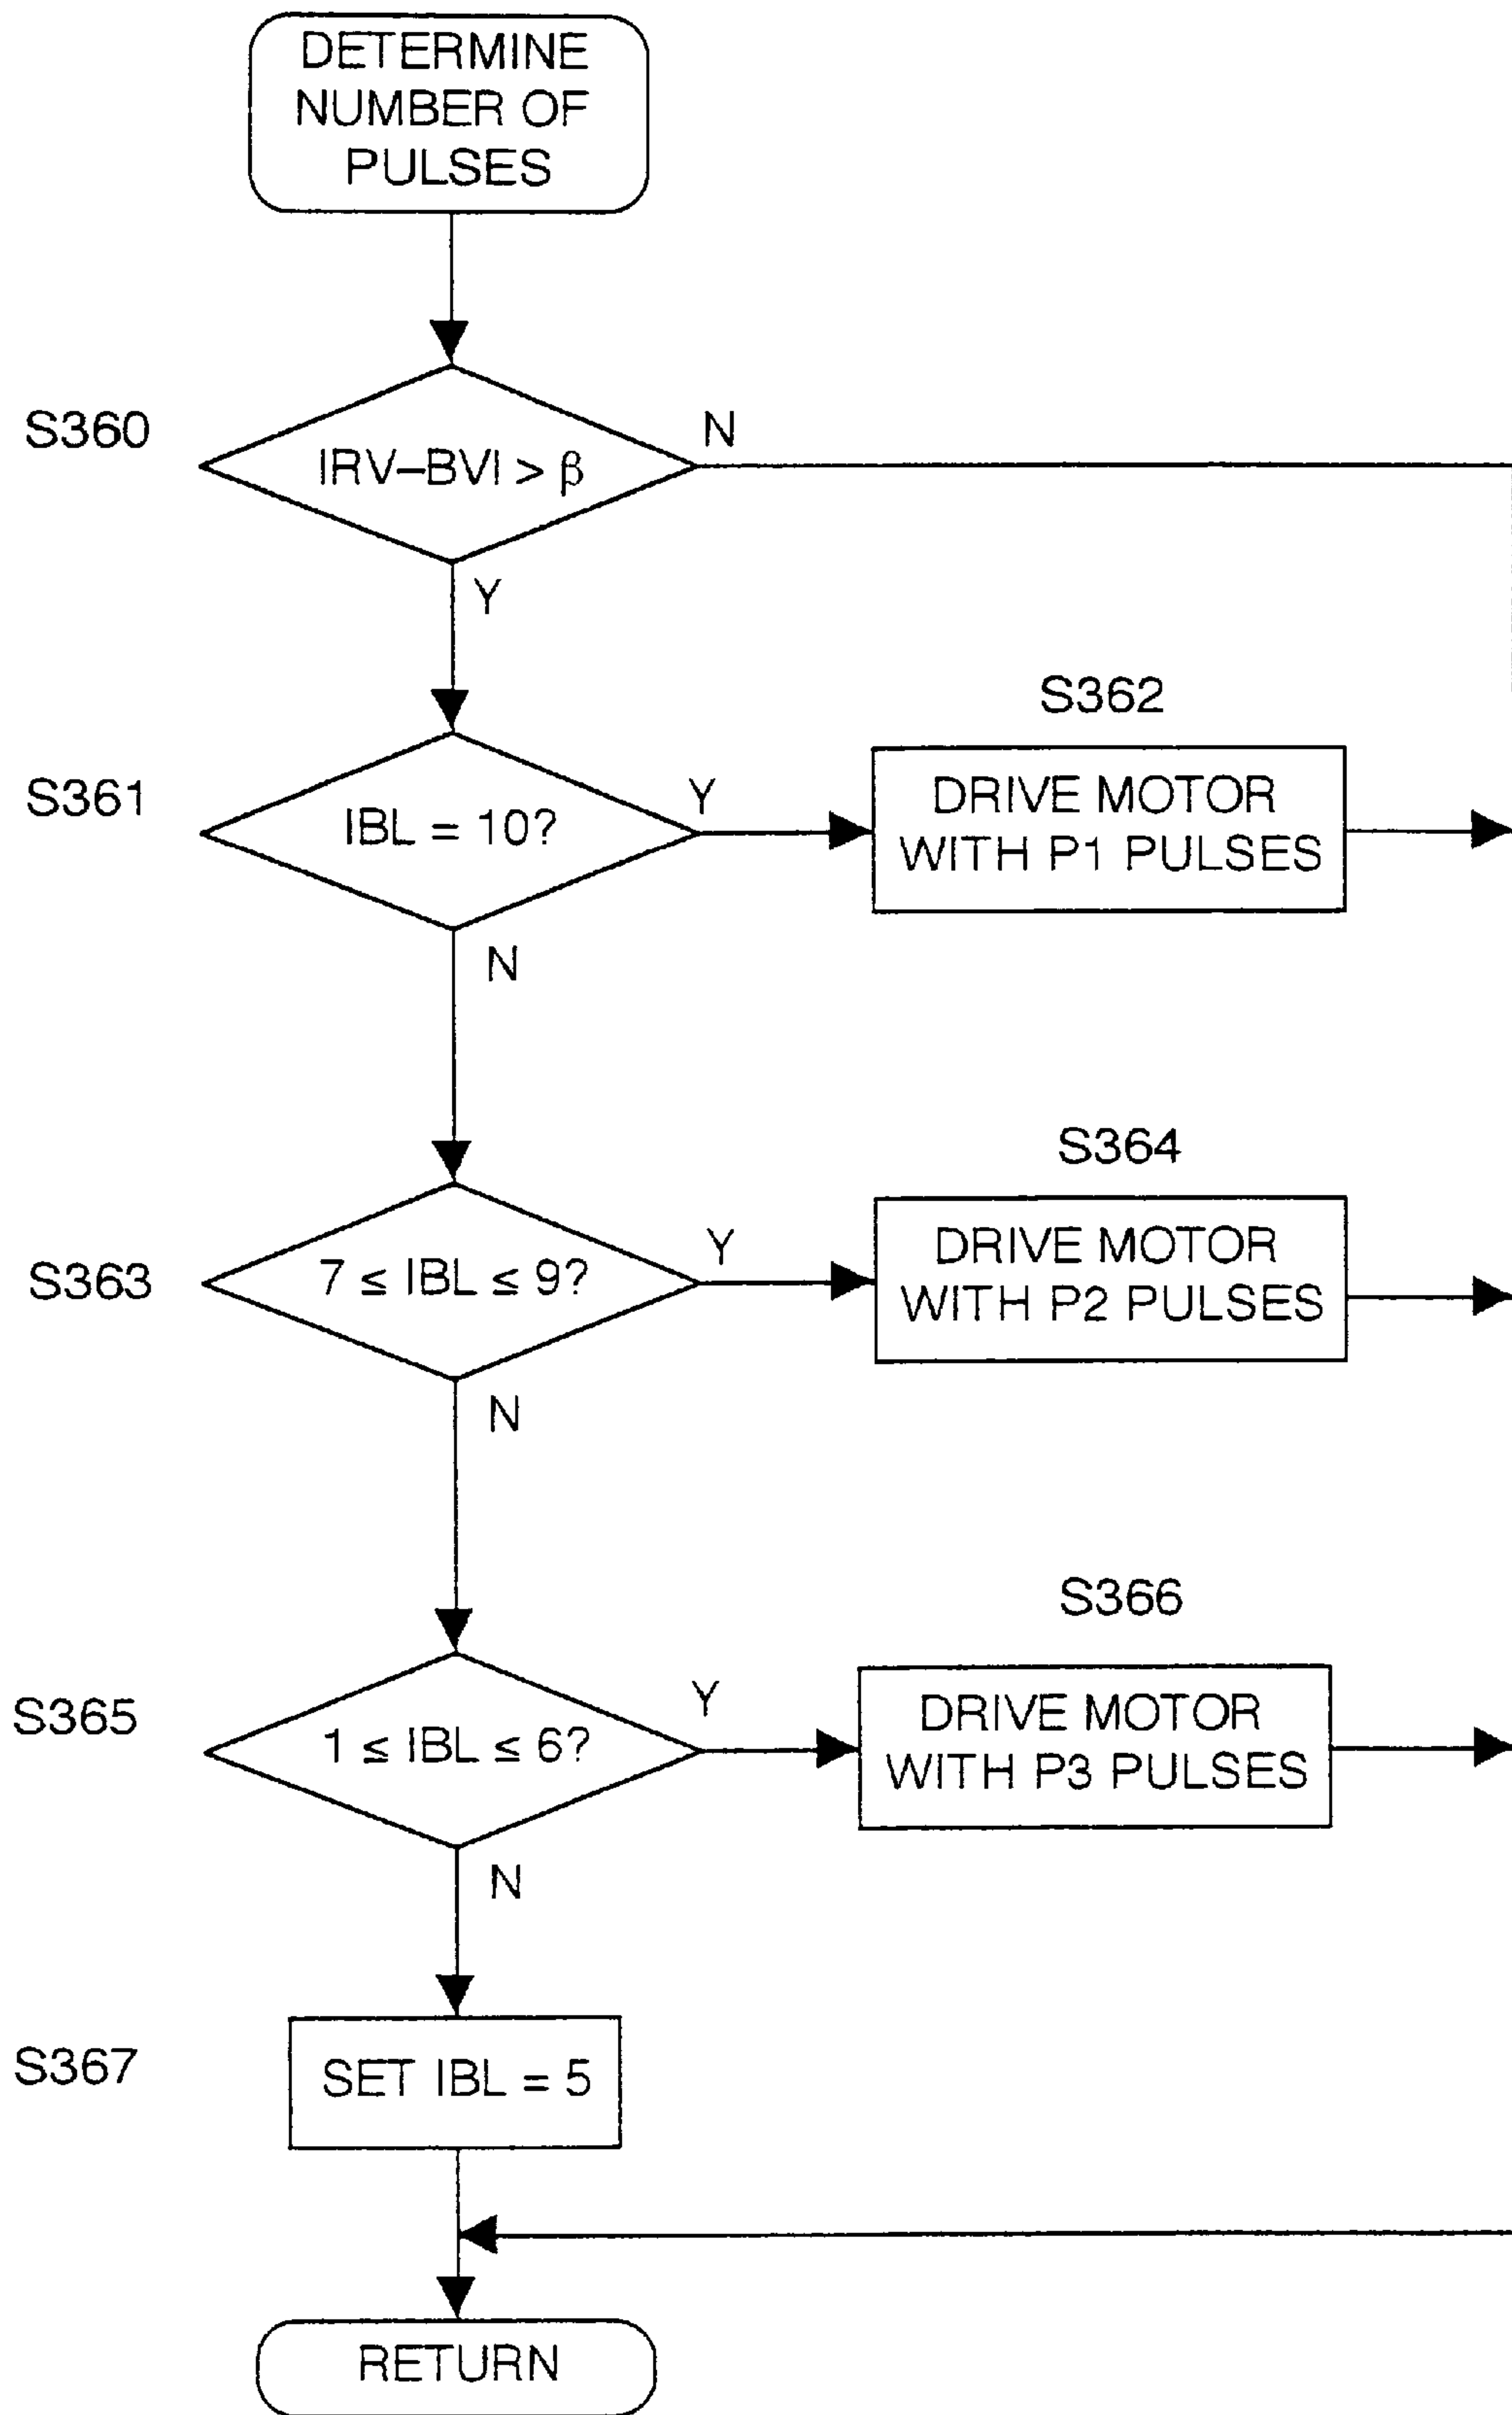 DETERMINE
NUMBER OF
PULSES
S360
IRV–BVI > β
N
Y
S361
IBL = 10?
Y
S362
DRIVE MOTOR
WITH P1 PULSES
N
S363
7 ≤ IBL ≤ 9?
Y
S364
DRIVE MOTOR
WITH P2 PULSES
N
S365
1 ≤ IBL ≤ 6?
Y
S366
DRIVE MOTOR
WITH P3 PULSES
N
S367
SET IBL = 5
RETURN